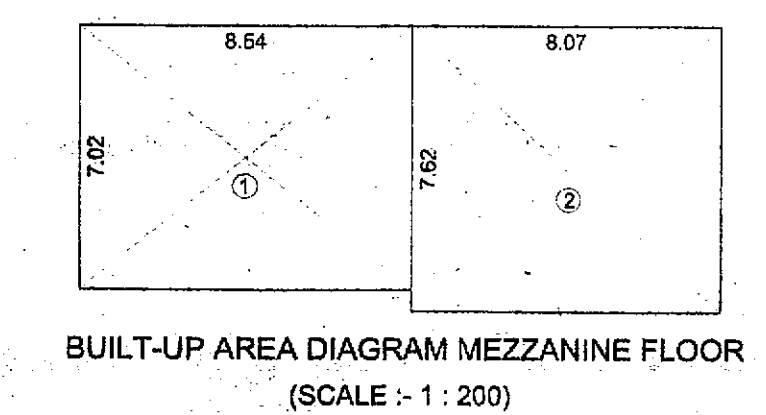 8.54 8.07
7.02 7.62
① ②
BUILT-UP AREA DIAGRAM MEZZANINE FLOOR
(SCALE :- 1 : 200)